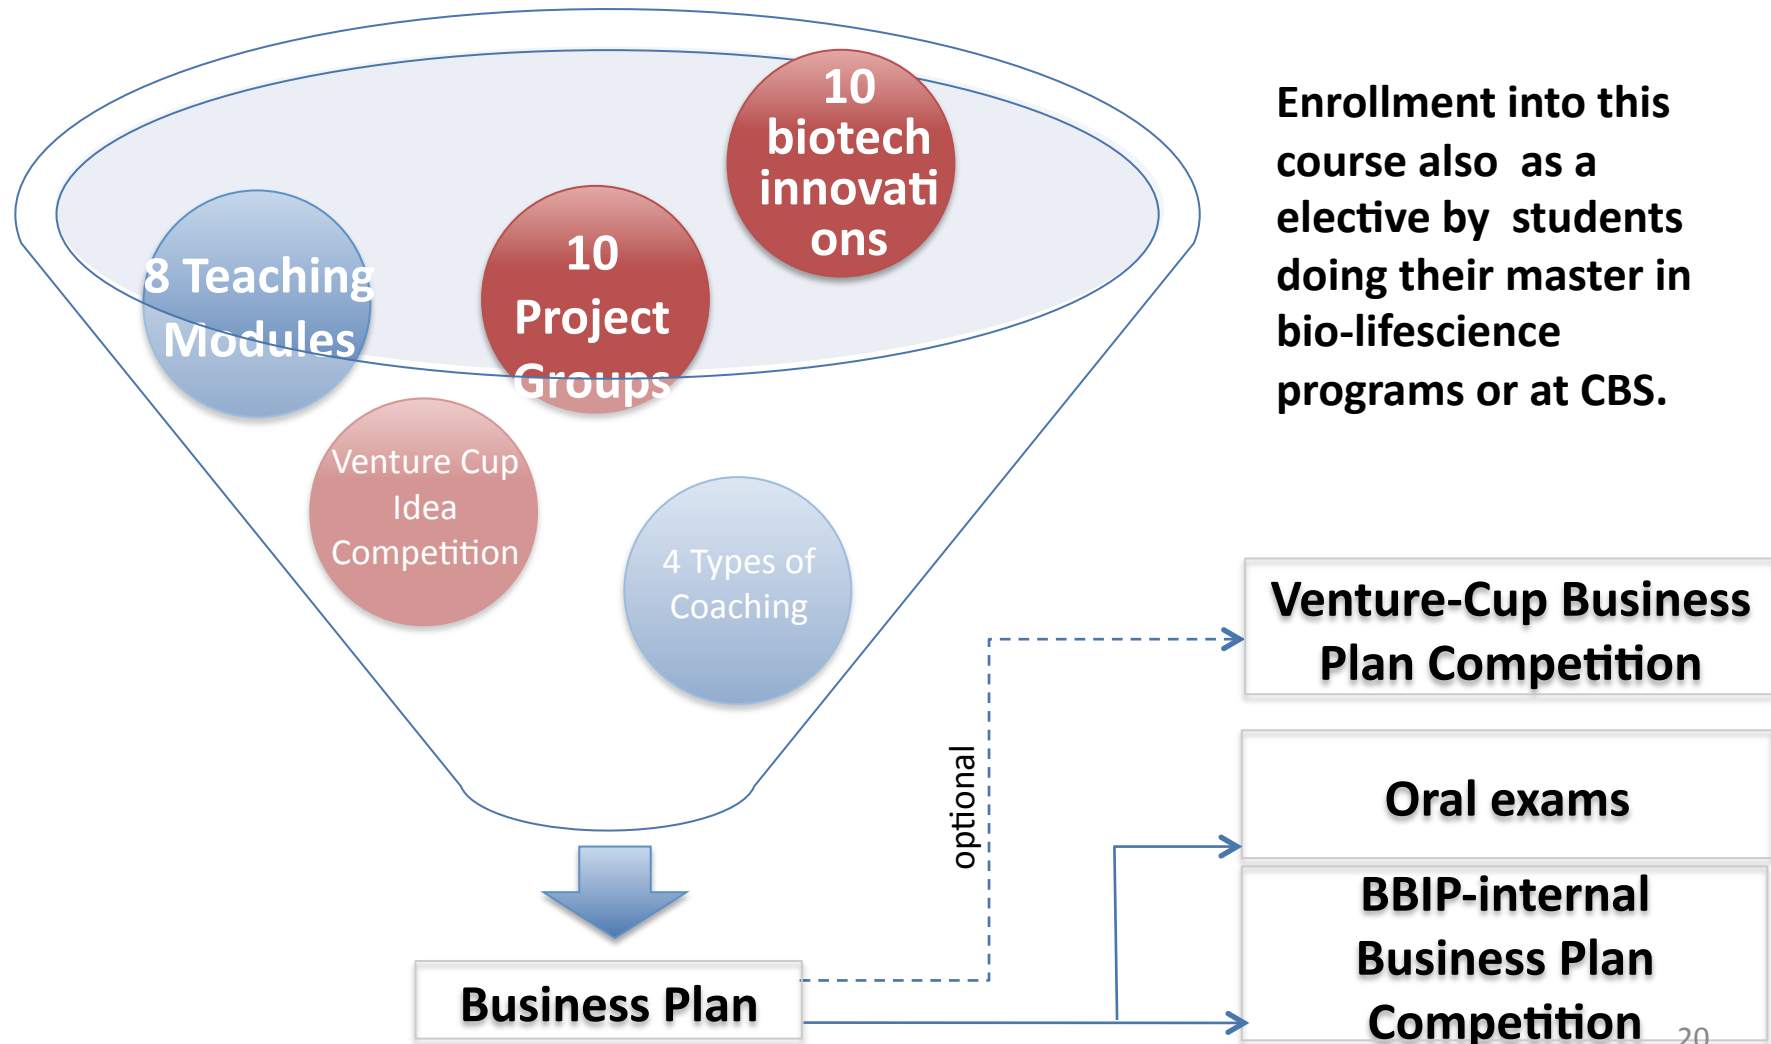 10
biotech
innovati
ons
8 Teaching
Modules
10
Project
Groups
Venture Cup
Idea
Competition
4 Types of
Coaching
Enrollment into this
course also  as a
elective by  students
doing their master in
bio-lifescience
programs or at CBS.
optional
Venture-Cup Business
Plan Competition
Oral exams
BBIP-internal
Business Plan
Competition
Business Plan
20